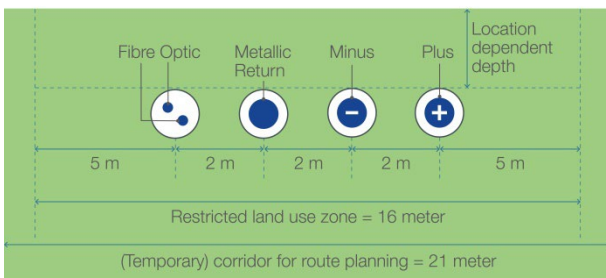 Location
dependent
depth
Fibre Optic
Metallic
Return
Minus
Plus
−
+
5 m
2 m
2 m
2 m
5 m
Restricted land use zone = 16 meter
(Temporary) corridor for route planning = 21 meter